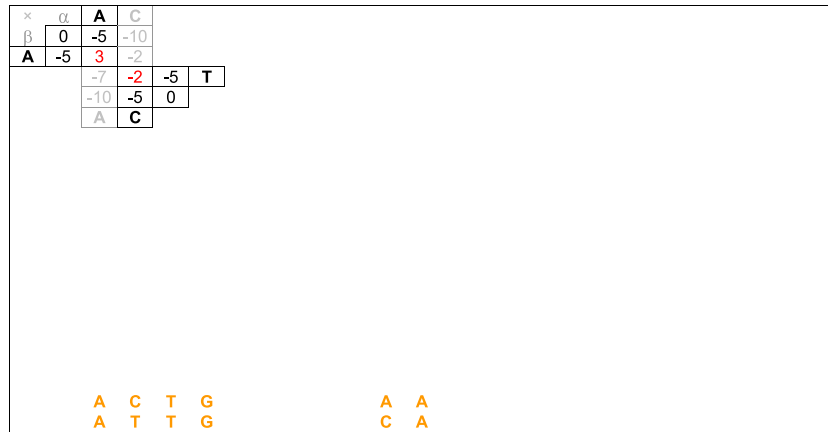 × α A C
β 0 -5 -10
A -5 3 -2
-7 -2 -5 T
-10 -5 0
A C
A C T G A A
A T T G C A